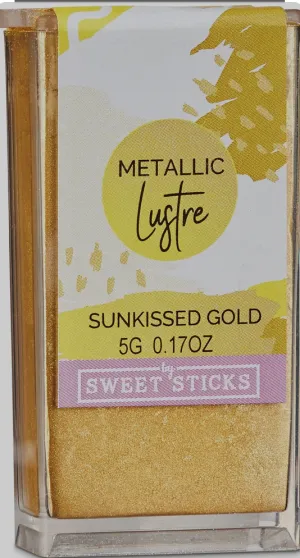 METALLIC
Lustre
SUNKISSED GOLD
5G 0.17OZ
by
SWEET STICKS